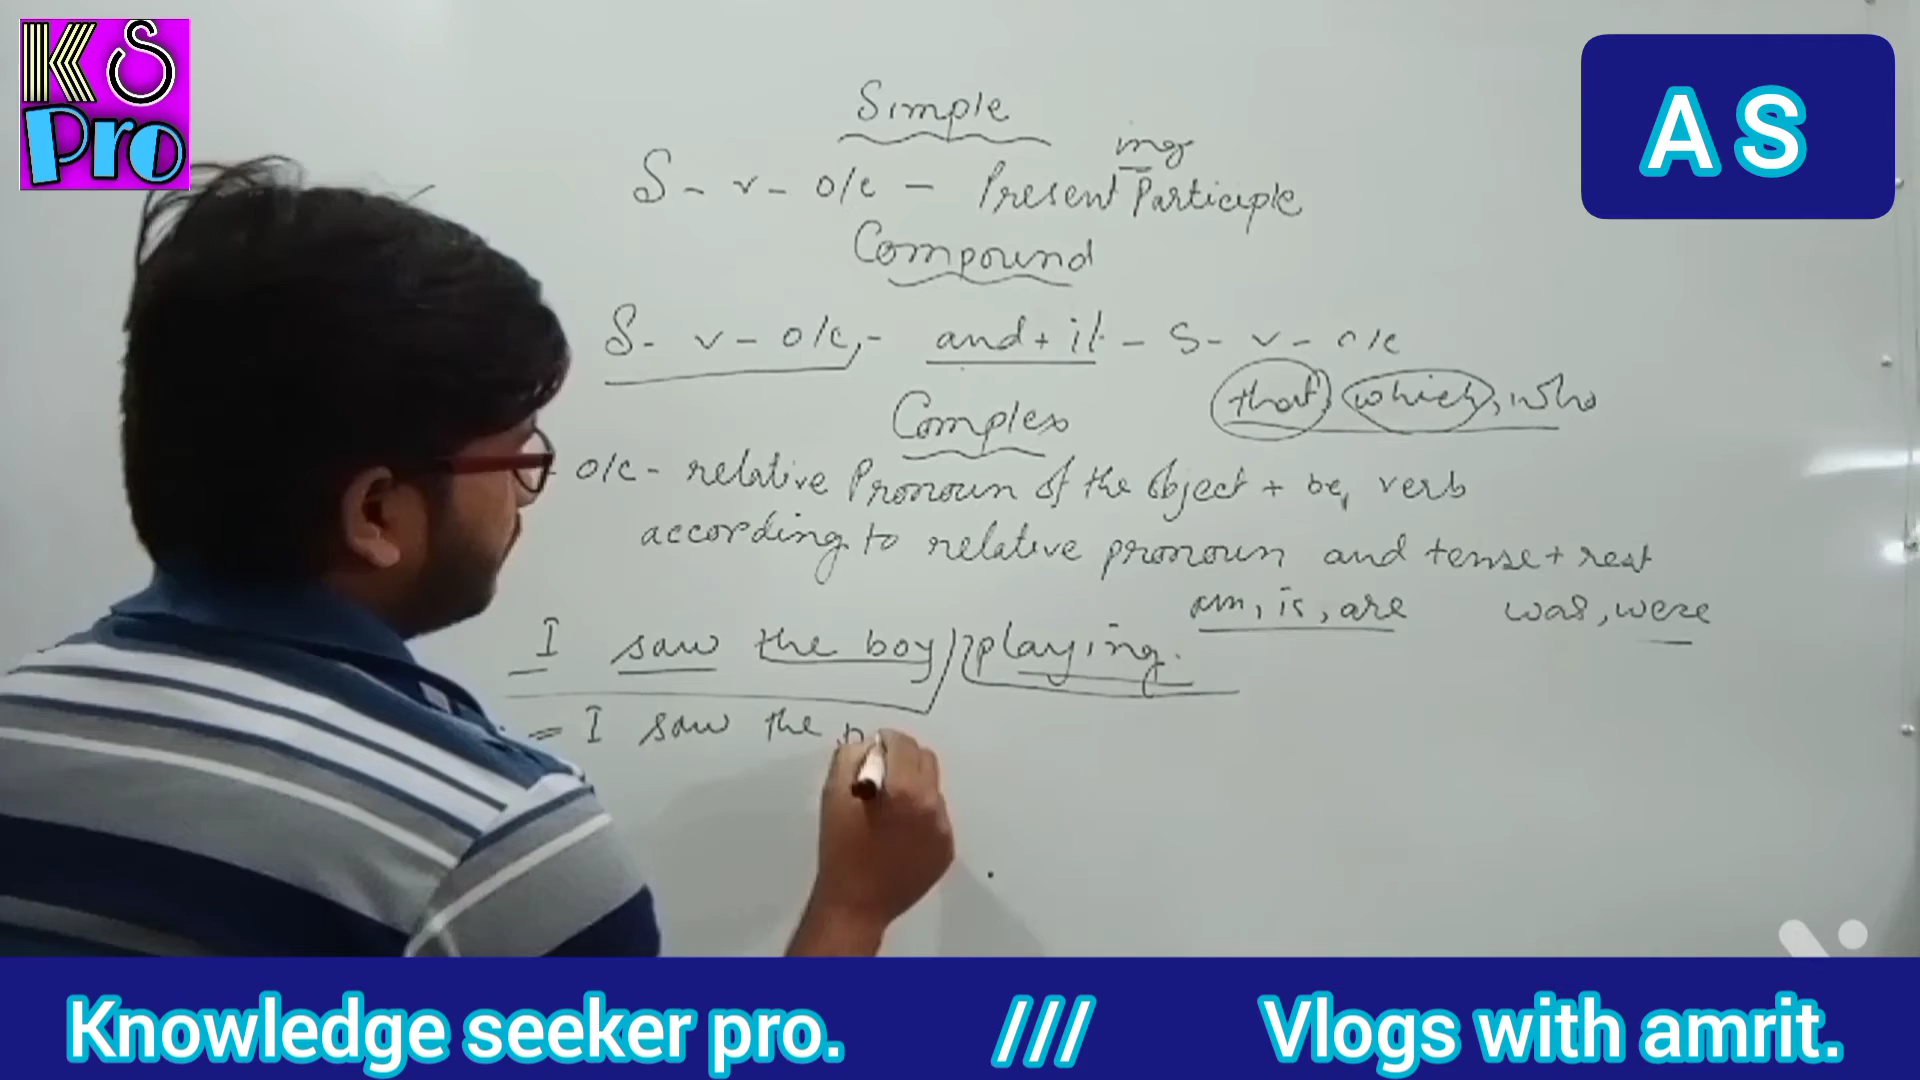 KS
Pro
A S
Simple
ing
S - v - o/c - Present Participle
Compound
S - v - o/c, - and + it - S - v - o/c
that, which, who
Complex
o/c - relative Pronoun of the Object + be, verb
according to relative pronoun and tense + rest
am, is, are was, were
I saw the boy playing.
= I saw the
Knowledge seeker pro. /// Vlogs with amrit.